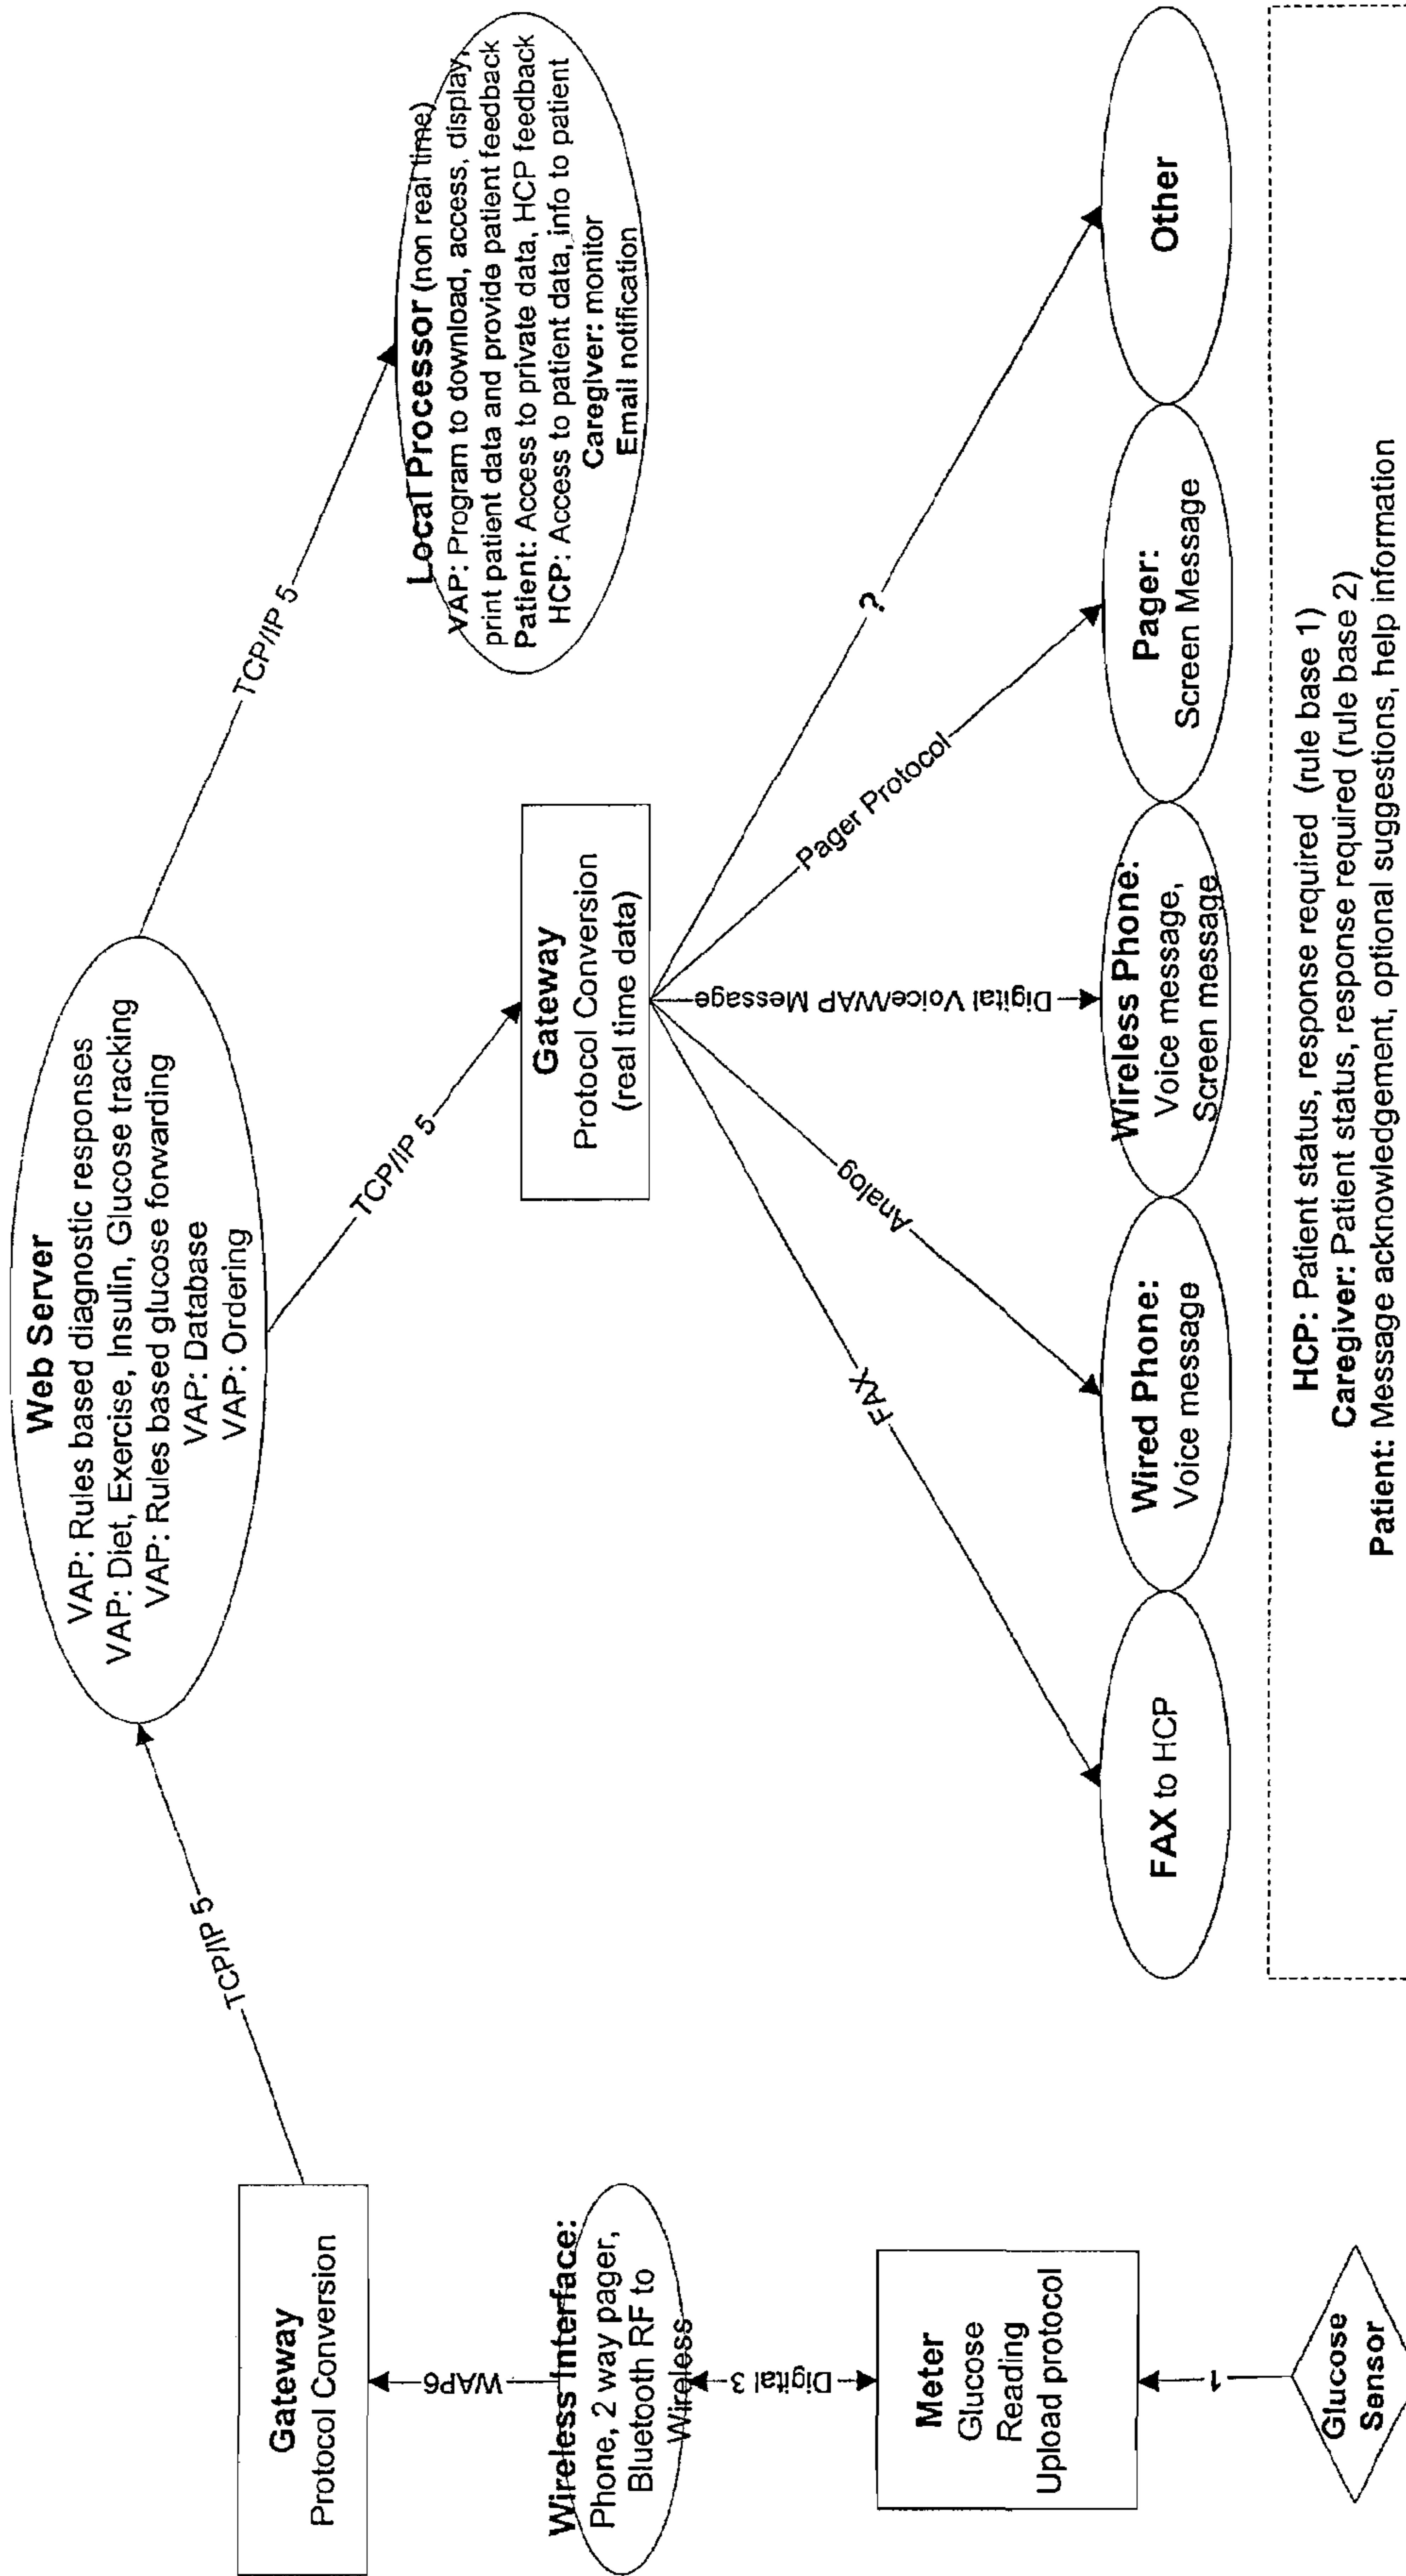 Web Server
VAP: Rules based diagnostic responses
VAP: Diet, Exercise, Insulin, Glucose tracking
VAP: Rules based glucose forwarding
VAP: Database
VAP: Ordering
TCP/IP 5
TCP/IP 5
TCP/IP 5
Gateway
Protocol Conversion
WAP6
Wireless Interface:
Phone, 2 way pager,
Bluetooth RF to
Wireless
Digital 3
Meter
Glucose
Reading
Upload protocol
1
Glucose
Sensor
Local Processor (non real time)
VAP: Program to download, access, display,
print patient data and provide patient feedback
Patient: Access to private data, HCP feedback
HCP: Access to patient data, info to patient
Caregiver: monitor
Email notification
Gateway
Protocol Conversion
(real time data)
FAX
Analog
Digital Voice/WAP Message
Pager Protocol
?
FAX to HCP
Wired Phone:
Voice message
Wireless Phone:
Voice message,
Screen message
Pager:
Screen Message
Other
HCP: Patient status, response required (rule base 1)
Caregiver: Patient status, response required (rule base 2)
Patient: Message acknowledgement, optional suggestions, help information